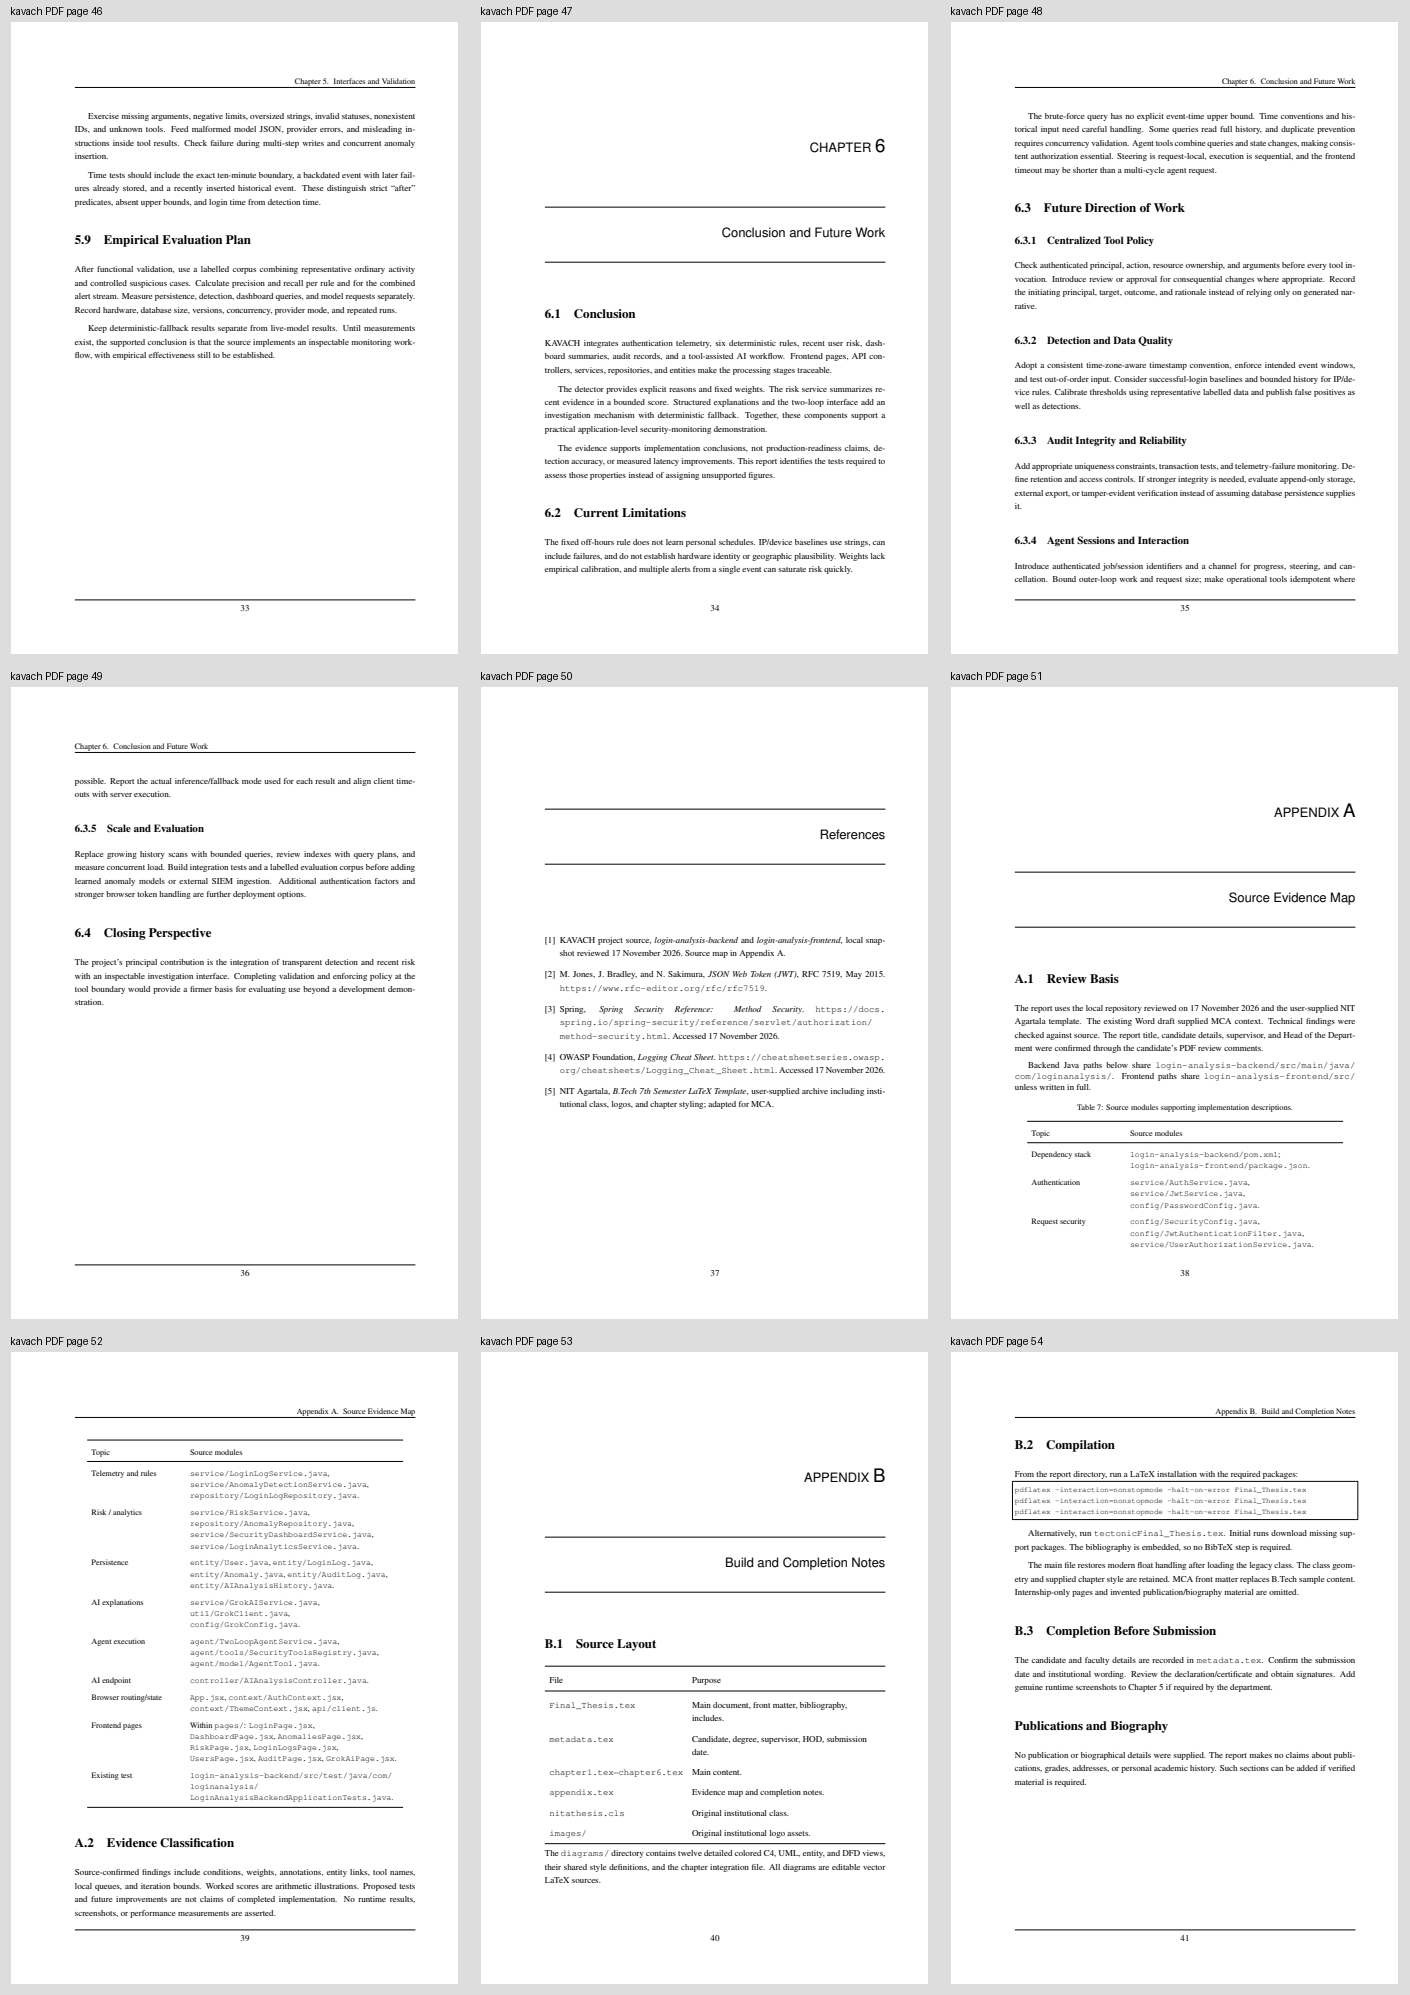 kavach PDF page 46
Chapter 5. Interfaces and Validation
Exercise missing arguments, negative limits, oversized strings, invalid statuses, nonexistent
IDs, and unknown tools. Feed malformed model JSON, provider errors, and misleading in-
structions inside tool results. Check failure during multi-step writes and concurrent anomaly
insertion.
Time tests should include the exact ten-minute boundary, a backdated event with later fail-
ures already stored, and a recently inserted historical event. These distinguish strict “after”
predicates, absent upper bounds, and login time from detection time.
5.9 Empirical Evaluation Plan
After functional validation, use a labelled corpus combining representative ordinary activity
and controlled suspicious cases. Calculate precision and recall per rule and for the combined
alert stream. Measure persistence, detection, dashboard queries, and model requests separately.
Record hardware, database size, versions, concurrency, provider mode, and repeated runs.
Keep deterministic-fallback results separate from live-model results. Until measurements
exist, the supported conclusion is that the source implements an inspectable monitoring work-
flow, with empirical effectiveness still to be established.
33
kavach PDF page 47
CHAPTER 6
Conclusion and Future Work
6.1 Conclusion
KAVACH integrates authentication telemetry, six deterministic rules, recent user risk, dash-
board summaries, audit records, and a tool-assisted AI workflow. Frontend pages, API con-
trollers, services, repositories, and entities make the processing stages traceable.
The detector provides explicit reasons and fixed weights. The risk service summarizes re-
cent evidence in a bounded score. Structured explanations and the two-loop interface add an
investigation mechanism with deterministic fallback. Together, these components support a
practical application-level security-monitoring demonstration.
The evidence supports implementation conclusions, not production-readiness claims, de-
tection accuracy, or measured latency improvements. This report identifies the tests required to
assess those properties instead of assigning unsupported figures.
6.2 Current Limitations
The fixed off-hours rule does not learn personal schedules. IP/device baselines use strings, can
include failures, and do not establish hardware identity or geographic plausibility. Weights lack
empirical calibration, and multiple alerts from a single event can saturate risk quickly.
34
kavach PDF page 48
Chapter 6. Conclusion and Future Work
The brute-force query has no explicit event-time upper bound. Time conventions and his-
torical input need careful handling. Some queries read full history, and duplicate prevention
requires concurrency validation. Agent tools combine queries and state changes, making consis-
tent authorization essential. Steering is request-local, execution is sequential, and the frontend
timeout may be shorter than a multi-cycle agent request.
6.3 Future Direction of Work
6.3.1 Centralized Tool Policy
Check authenticated principal, action, resource ownership, and arguments before every tool in-
vocation. Introduce review or approval for consequential changes where appropriate. Record
the initiating principal, target, outcome, and rationale instead of relying only on generated nar-
rative.
6.3.2 Detection and Data Quality
Adopt a consistent time-zone-aware timestamp convention, enforce intended event windows,
and test out-of-order input. Consider successful-login baselines and bounded history for IP/de-
vice rules. Calibrate thresholds using representative labelled data and publish false positives as
well as detections.
6.3.3 Audit Integrity and Reliability
Add appropriate uniqueness constraints, transaction tests, and telemetry-failure monitoring. De-
fine retention and access controls. If stronger integrity is needed, evaluate append-only storage,
external export, or tamper-evident verification instead of assuming database persistence supplies
it.
6.3.4 Agent Sessions and Interaction
Introduce authenticated job/session identifiers and a channel for progress, steering, and can-
cellation. Bound outer-loop work and request size; make operational tools idempotent where
35
kavach PDF page 49
Chapter 6. Conclusion and Future Work
possible. Report the actual inference/fallback mode used for each result and align client time-
outs with server execution.
6.3.5 Scale and Evaluation
Replace growing history scans with bounded queries, review indexes with query plans, and
measure concurrent load. Build integration tests and a labelled evaluation corpus before adding
learned anomaly models or external SIEM ingestion. Additional authentication factors and
stronger browser token handling are further deployment options.
6.4 Closing Perspective
The project’s principal contribution is the integration of transparent detection and recent risk
with an inspectable investigation interface. Completing validation and enforcing policy at the
tool boundary would provide a firmer basis for evaluating use beyond a development demon-
stration.
36
kavach PDF page 50
References
[1] KAVACH project source, login-analysis-backend and login-analysis-frontend, local snap-
shot reviewed 17 November 2026. Source map in Appendix A.
[2] M. Jones, J. Bradley, and N. Sakimura, JSON Web Token (JWT), RFC 7519, May 2015.
https://www.rfc-editor.org/rfc/rfc7519.
[3] Spring, Spring Security Reference: Method Security. https://docs.
spring.io/spring-security/reference/servlet/authorization/
method-security.html. Accessed 17 November 2026.
[4] OWASP Foundation, Logging Cheat Sheet. https://cheatsheetseries.owasp.
org/cheatsheets/Logging_Cheat_Sheet.html. Accessed 17 November 2026.
[5] NIT Agartala, B.Tech 7th Semester LaTeX Template, user-supplied archive including insti-
tutional class, logos, and chapter styling; adapted for MCA.
37
kavach PDF page 51
APPENDIX A
Source Evidence Map
A.1 Review Basis
The report uses the local repository reviewed on 17 November 2026 and the user-supplied NIT
Agartala template. The existing Word draft supplied MCA context. Technical findings were
checked against source. The report title, candidate details, supervisor, and Head of the Depart-
ment were confirmed through the candidate’s PDF review comments.
Backend Java paths below share login-analysis-backend/src/main/java/
com/loginanalysis/. Frontend paths share login-analysis-frontend/src/
unless written in full.
Table 7: Source modules supporting implementation descriptions.
Topic Source modules
Dependency stack login-analysis-backend/pom.xml;
login-analysis-frontend/package.json.
Authentication service/AuthService.java,
service/JwtService.java,
config/PasswordConfig.java.
Request security config/SecurityConfig.java,
config/JwtAuthenticationFilter.java,
service/UserAuthorizationService.java.
38
kavach PDF page 52
Appendix A. Source Evidence Map
Topic Source modules
Telemetry and rules service/LoginLogService.java,
service/AnomalyDetectionService.java,
repository/LoginLogRepository.java.
Risk / analytics service/RiskService.java,
repository/AnomalyRepository.java,
service/SecurityDashboardService.java,
service/LoginAnalyticsService.java.
Persistence entity/User.java, entity/LoginLog.java,
entity/Anomaly.java, entity/AuditLog.java,
entity/AIAnalysisHistory.java.
AI explanations service/GrokAIService.java,
util/GrokClient.java,
config/GrokConfig.java.
Agent execution agent/TwoLoopAgentService.java,
agent/tools/SecurityToolsRegistry.java,
agent/model/AgentTool.java.
AI endpoint controller/AIAnalysisController.java.
Browser routing/state App.jsx, context/AuthContext.jsx,
context/ThemeContext.jsx, api/client.js.
Frontend pages Within pages/: LoginPage.jsx,
DashboardPage.jsx, AnomaliesPage.jsx,
RiskPage.jsx, LoginLogsPage.jsx,
UsersPage.jsx, AuditPage.jsx, GrokAiPage.jsx.
Existing test login-analysis-backend/src/test/java/com/
loginanalysis/
LoginAnalysisBackendApplicationTests.java.
A.2 Evidence Classification
Source-confirmed findings include conditions, weights, annotations, entity links, tool names,
local queues, and iteration bounds. Worked scores are arithmetic illustrations. Proposed tests
and future improvements are not claims of completed implementation. No runtime results,
screenshots, or performance measurements are asserted.
39
kavach PDF page 53
APPENDIX B
Build and Completion Notes
B.1 Source Layout
File Purpose
Final_Thesis.tex Main document, front matter, bibliography,
includes.
metadata.tex Candidate, degree, supervisor, HOD, submission
date.
chapter1.tex–chapter6.tex Main content.
appendix.tex Evidence map and completion notes.
nitathesis.cls Original institutional class.
images/ Original institutional logo assets.
The diagrams/ directory contains twelve detailed colored C4, UML, entity, and DFD views,
their shared style definitions, and the chapter integration file. All diagrams are editable vector
LaTeX sources.
40
kavach PDF page 54
Appendix B. Build and Completion Notes
B.2 Compilation
From the report directory, run a LaTeX installation with the required packages:
pdflatex -interaction=nonstopmode -halt-on-error Final_Thesis.tex
pdflatex -interaction=nonstopmode -halt-on-error Final_Thesis.tex
pdflatex -interaction=nonstopmode -halt-on-error Final_Thesis.tex
Alternatively, run tectonicFinal_Thesis.tex. Initial runs download missing sup-
port packages. The bibliography is embedded, so no BibTeX step is required.
The main file restores modern float handling after loading the legacy class. The class geom-
etry and supplied chapter style are retained. MCA front matter replaces B.Tech sample content.
Internship-only pages and invented publication/biography material are omitted.
B.3 Completion Before Submission
The candidate and faculty details are recorded in metadata.tex. Confirm the submission
date and institutional wording. Review the declaration/certificate and obtain signatures. Add
genuine runtime screenshots to Chapter 5 if required by the department.
Publications and Biography
No publication or biographical details were supplied. The report makes no claims about publi-
cations, grades, addresses, or personal academic history. Such sections can be added if verified
material is required.
41